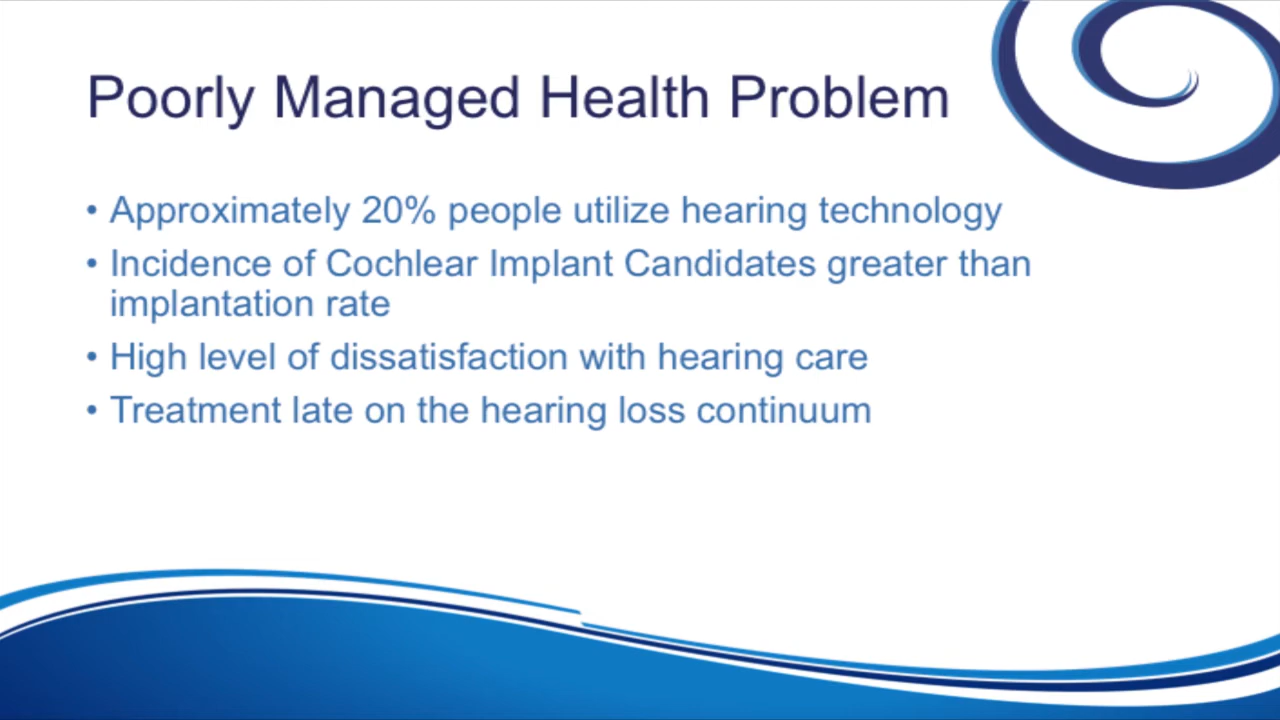 Poorly Managed Health Problem
• Approximately 20% people utilize hearing technology
• Incidence of Cochlear Implant Candidates greater than
implantation rate
• High level of dissatisfaction with hearing care
• Treatment late on the hearing loss continuum